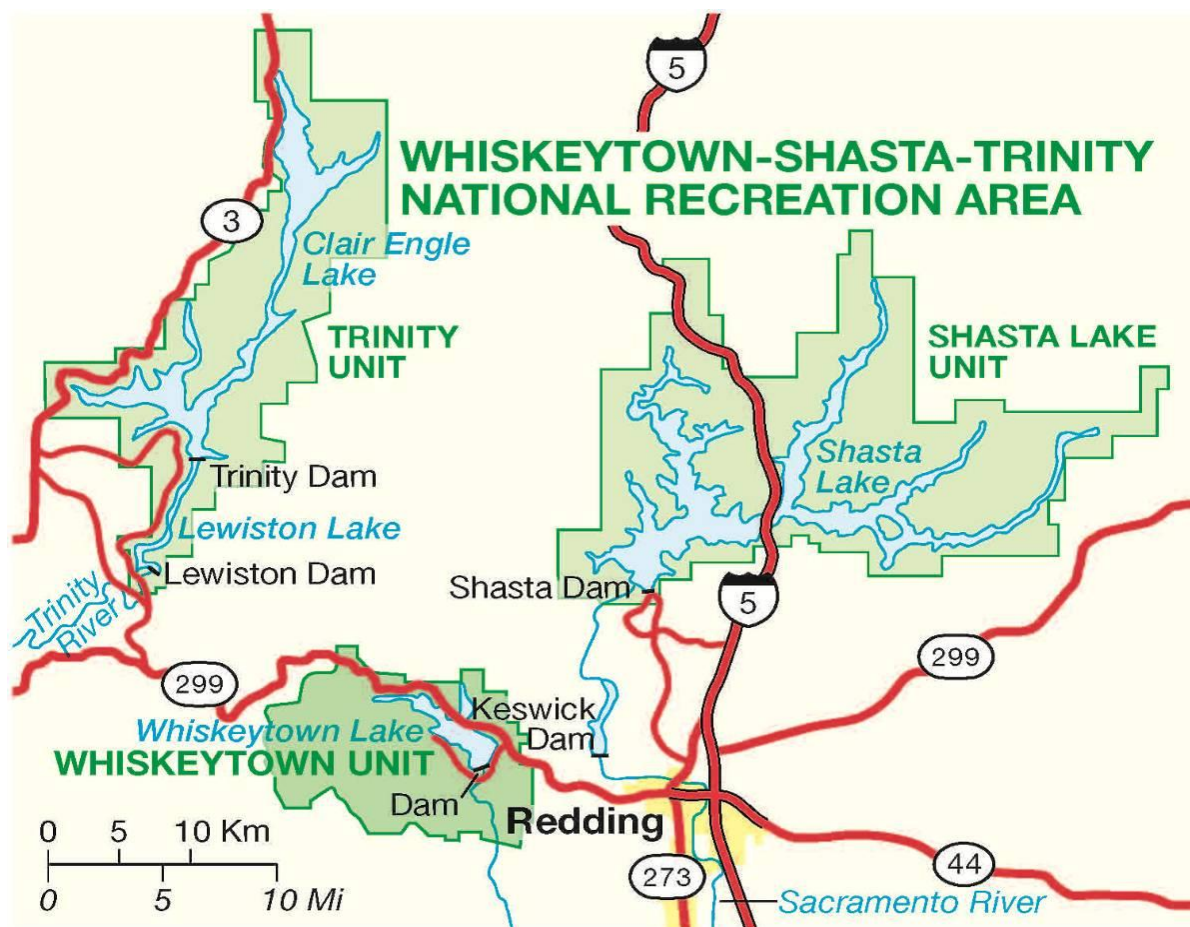 5
WHISKEYTOWN-SHASTA-TRINITY
NATIONAL RECREATION AREA
3
Clair Engle
Lake
TRINITY
UNIT
SHASTA LAKE
UNIT
Shasta
Lake
Trinity Dam
Lewiston Lake
Lewiston Dam
Shasta Dam
5
Trinity
River
299
299
Keswick
Dam
Whiskeytown Lake
WHISKEYTOWN UNIT
Dam
Redding
0 5 10 Km
0 5 10 Mi
273
44
Sacramento River